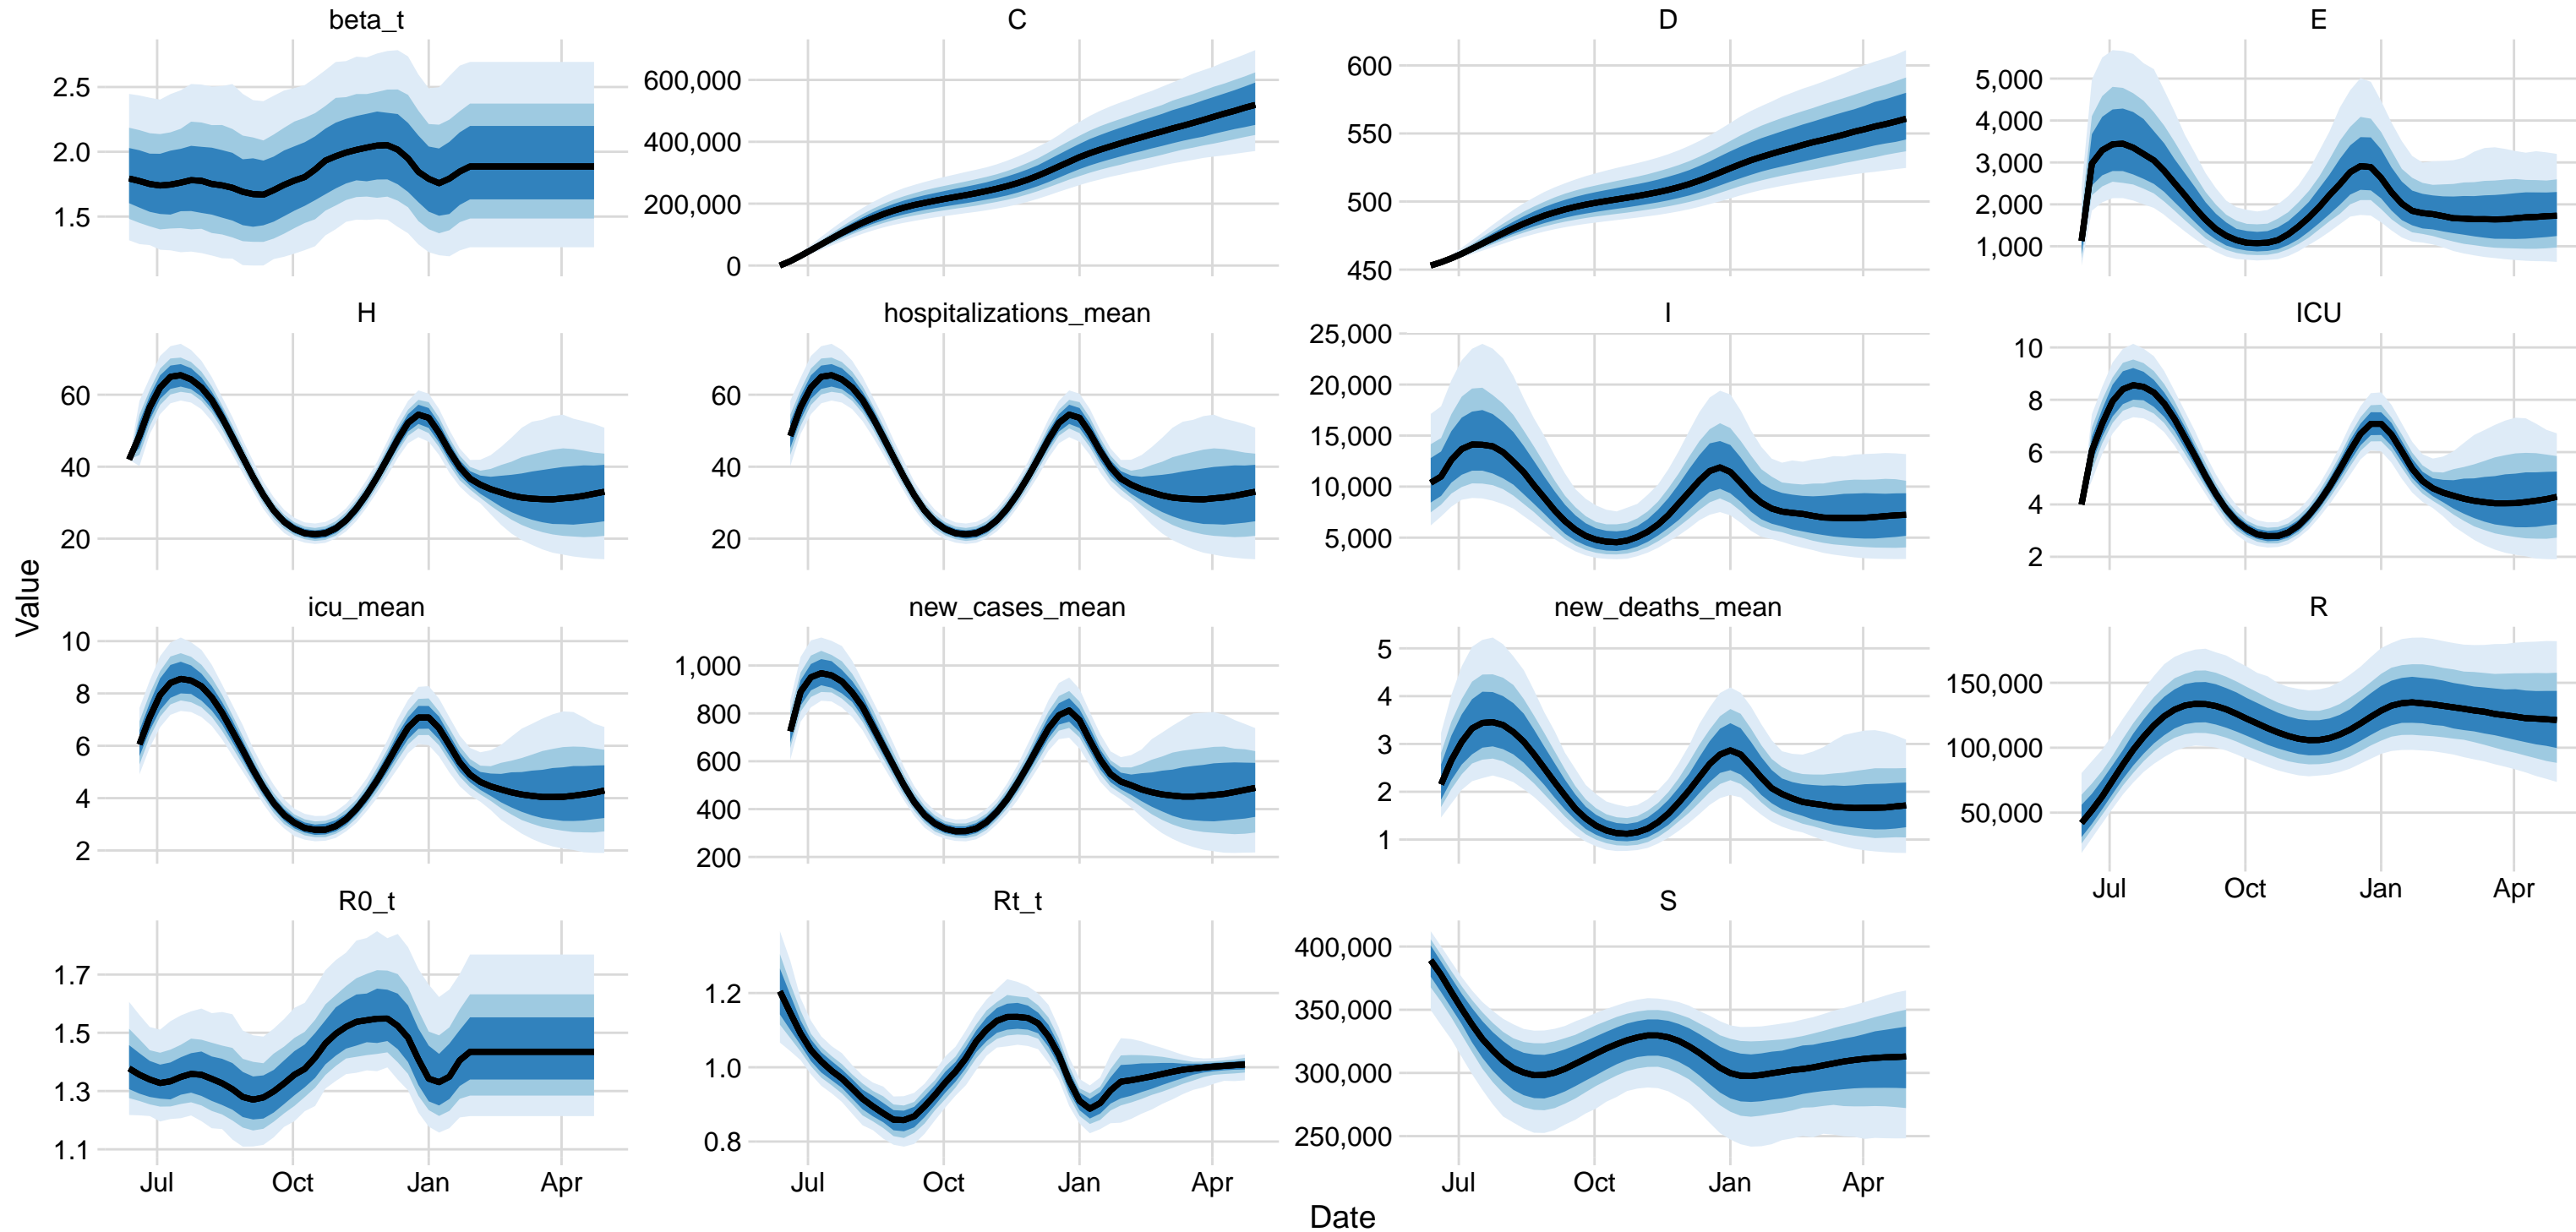 beta_t
2.5
2.0
1.5
C
600,000
400,000
200,000
0
D
600
550
500
450
E
5,000
4,000
3,000
2,000
1,000
H
60
40
20
hospitalizations_mean
60
40
20
I
25,000
20,000
15,000
10,000
5,000
ICU
10
8
6
4
2
Value
icu_mean
10
8
6
4
2
new_cases_mean
1,000
800
600
400
200
new_deaths_mean
5
4
3
2
1
R
150,000
100,000
50,000
Jul Oct Jan Apr
R0_t
1.7
1.5
1.3
1.1
Jul Oct Jan Apr
Rt_t
1.2
1.0
0.8
Jul Oct Jan Apr
S
400,000
350,000
300,000
250,000
Jul Oct Jan Apr
Date